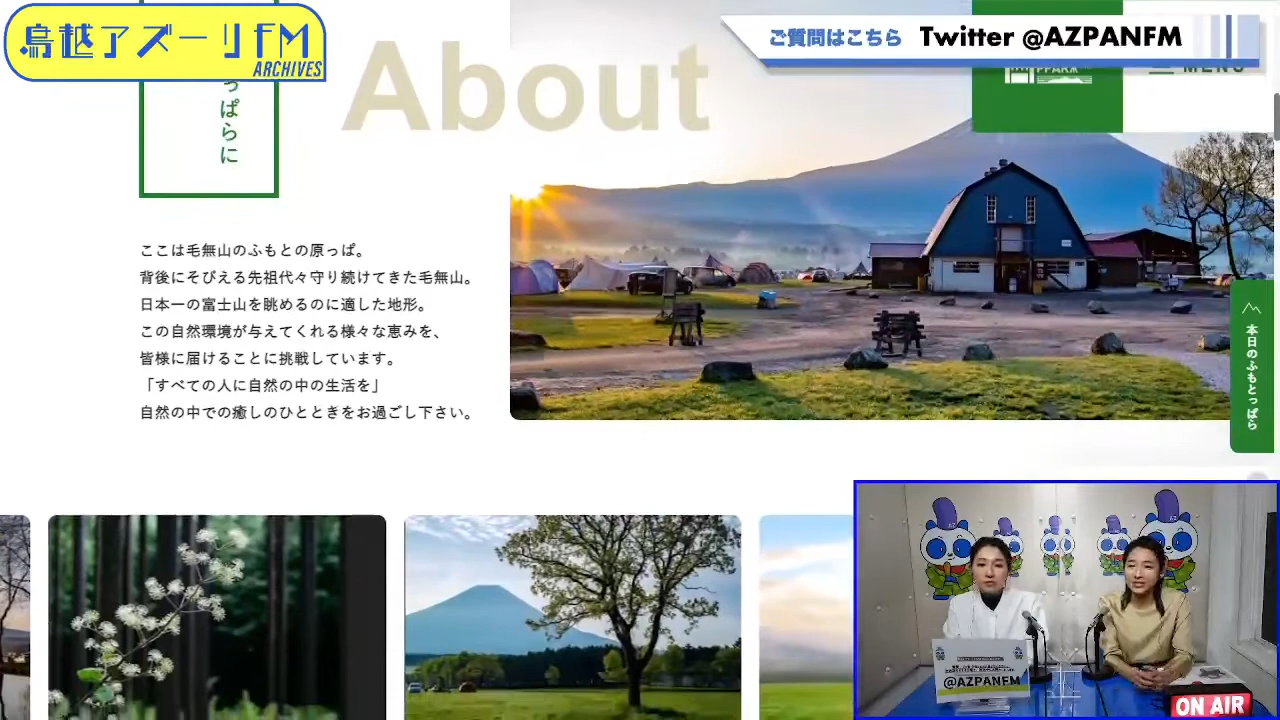 鳥越アズーリFM
ARCHIVES
ご質問はこちら Twitter @AZPANFM
MENU
っぱらに
About
ここは毛無山のふもとの原っぱ。
背後にそびえる先祖代々守り続けてきた毛無山。
日本一の富士山を眺めるのに適した地形。
この自然環境が与えてくれる様々な恵みを、
皆様に届けることに挑戦しています。
「すべての人に自然の中の生活を」
自然の中での癒しのひとときをお過ごし下さい。
本日のふもとっぱら
@AZPANFM
ON AIR